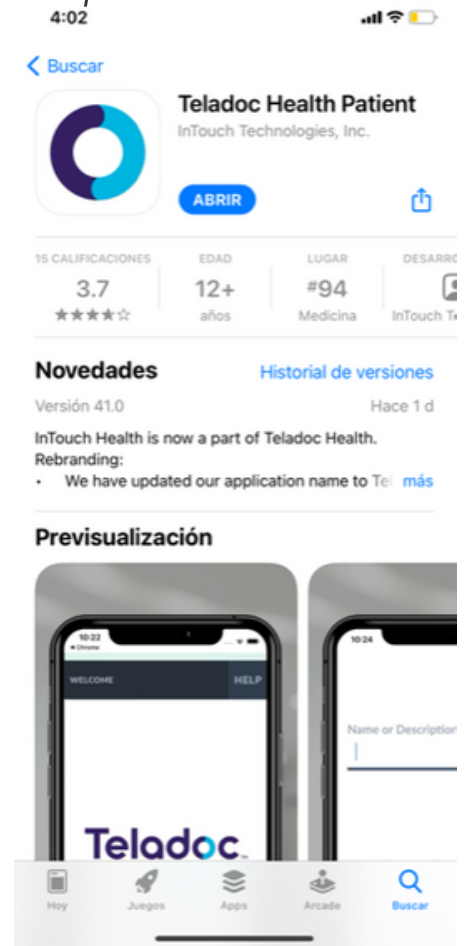 4:02
Buscar
Teladoc Health Patient
InTouch Technologies, Inc.
ABRIR
15 CALIFICACIONES EDAD LUGAR DESARRO
3.7 12+ #94
años Medicina InTouch Te
Novedades Historial de versiones
Versión 41.0 Hace 1 d
InTouch Health is now a part of Teladoc Health.
Rebranding:
• We have updated our application name to Tel más
Previsualización
10:22 10:24
Chrome
WELCOME HELP
Name or Description
Teladoc
Hoy Juegos Apps Arcade Buscar